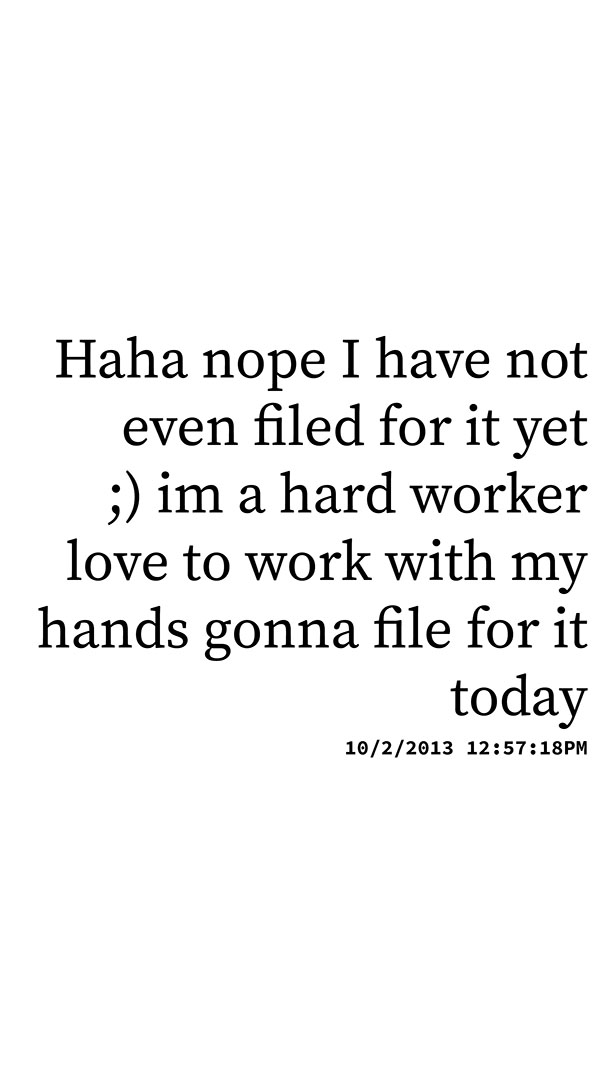 Haha nope I have not
even filed for it yet
;) im a hard worker
love to work with my
hands gonna file for it
today
10/2/2013 12:57:18PM